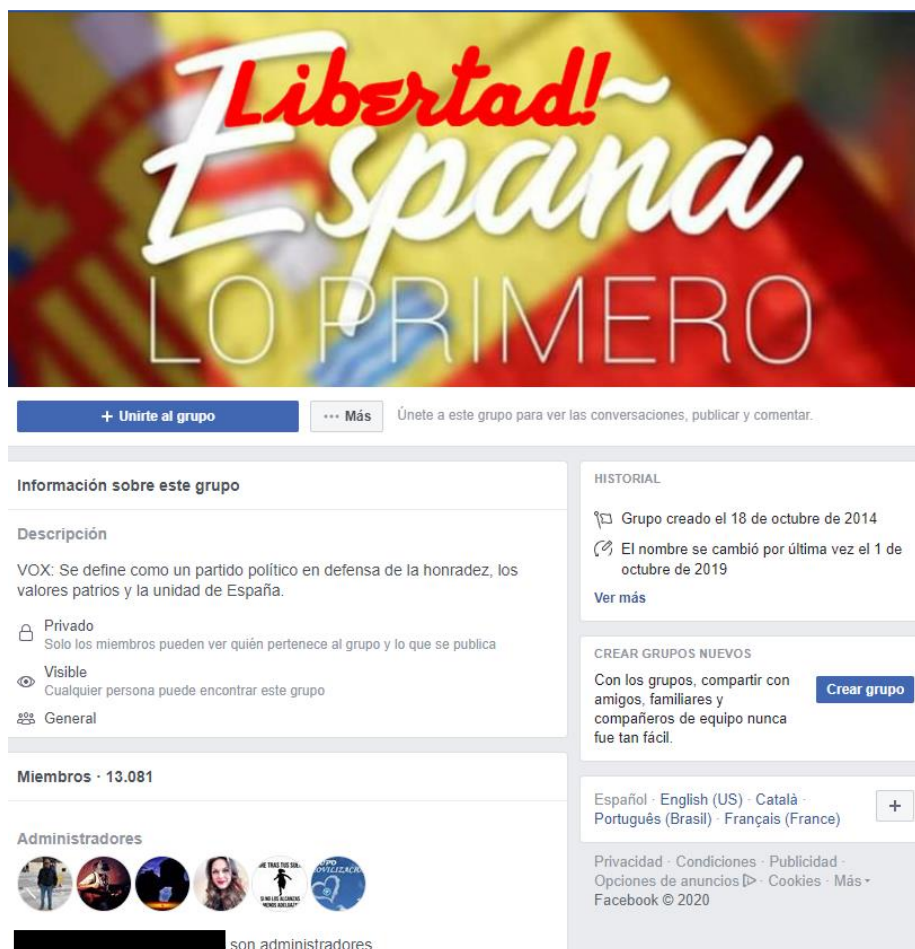 Libertad!
España
LO PRIMERO
+ Unirte al grupo
··· Más
Únete a este grupo para ver las conversaciones, publicar y comentar.
Información sobre este grupo
Descripción
VOX: Se define como un partido político en defensa de la honradez, los
valores patrios y la unidad de España.
Privado
Solo los miembros pueden ver quién pertenece al grupo y lo que se publica
Visible
Cualquier persona puede encontrar este grupo
General
Miembros · 13.081
Administradores
SI NO LOS ALCANZAS
son administradores
HISTORIAL
Grupo creado el 18 de octubre de 2014
El nombre se cambió por última vez el 1 de
octubre de 2019
Ver más
CREAR GRUPOS NUEVOS
Con los grupos, compartir con
amigos, familiares y
compañeros de equipo nunca
fue tan fácil.
Crear grupo
Español · English (US) · Català ·
Português (Brasil) · Français (France)
+
Privacidad · Condiciones · Publicidad ·
Opciones de anuncios · Cookies · Más
Facebook © 2020